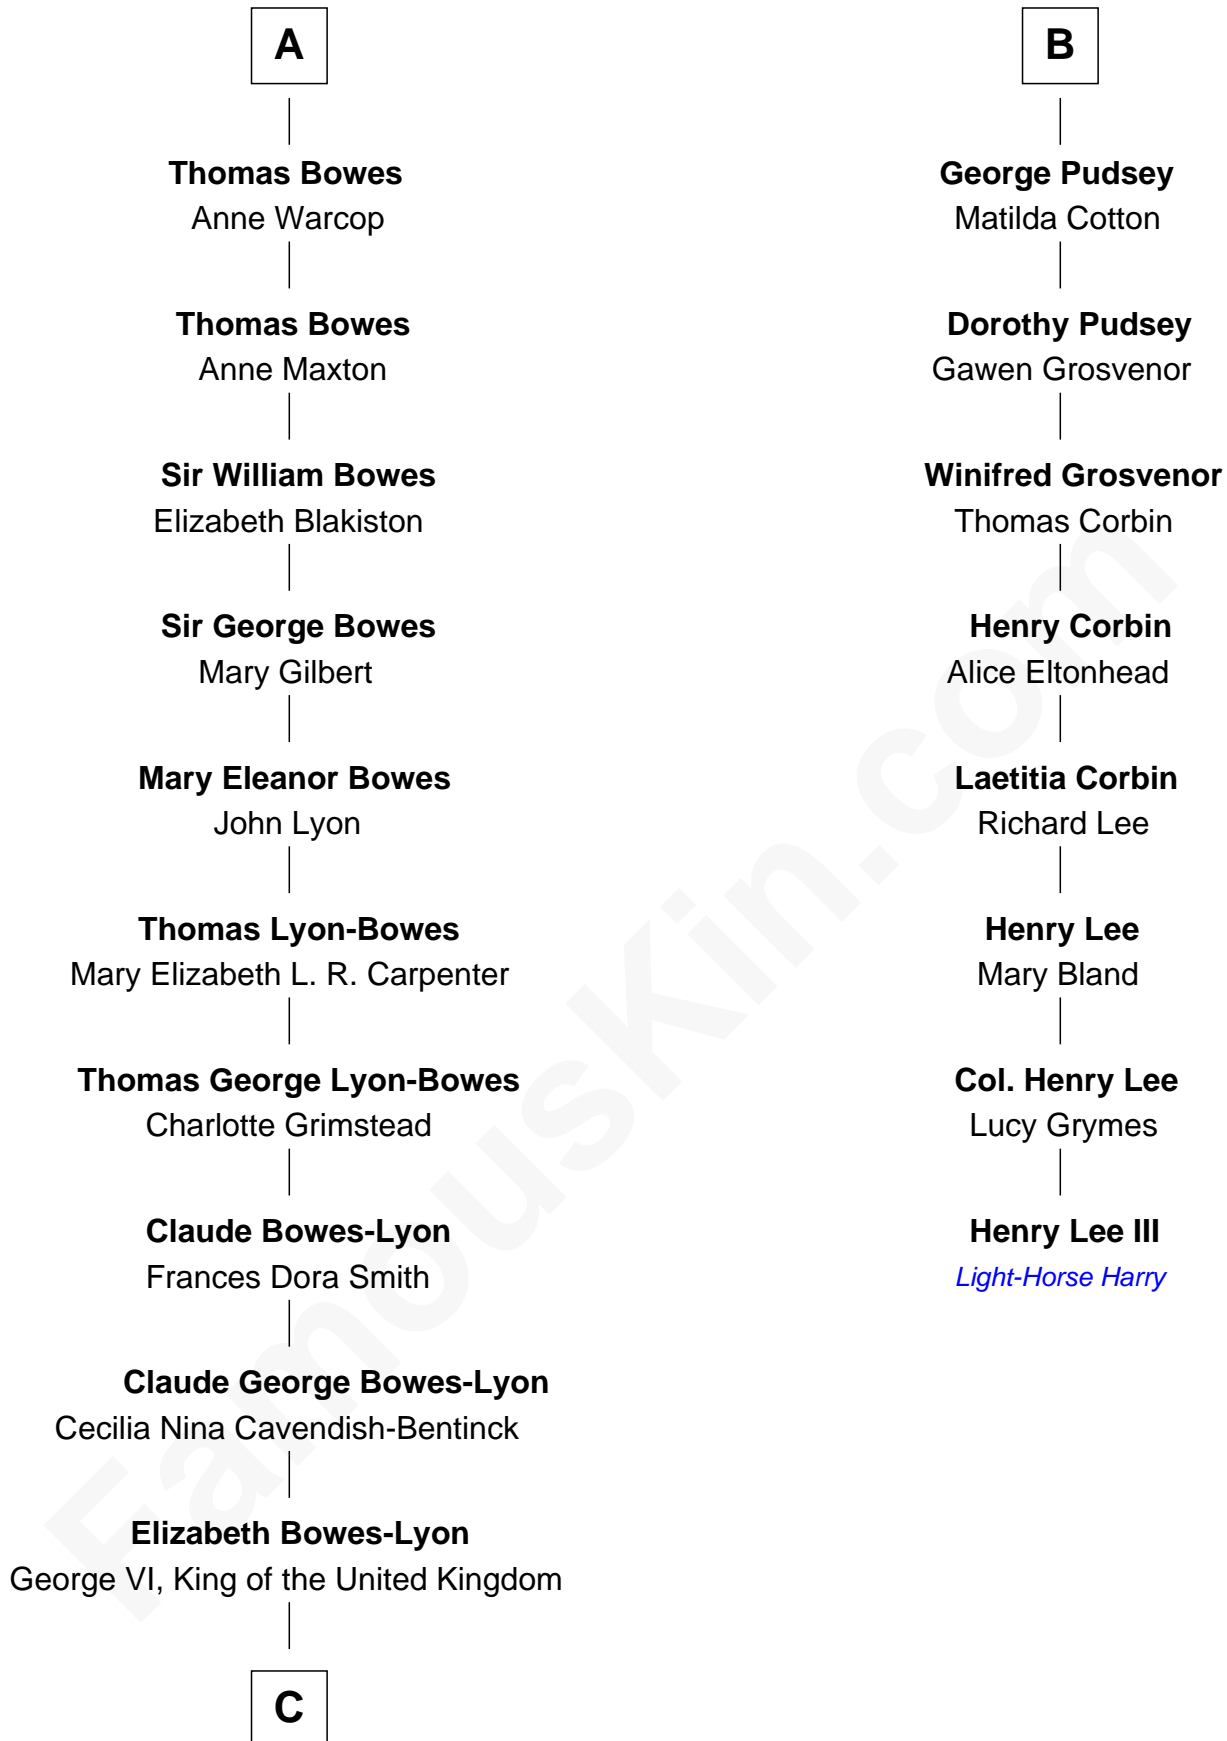 A
Thomas Bowes
Anne Warcop
Thomas Bowes
Anne Maxton
Sir William Bowes
Elizabeth Blakiston
Sir George Bowes
Mary Gilbert
Mary Eleanor Bowes
John Lyon
Thomas Lyon-Bowes
Mary Elizabeth L. R. Carpenter
Thomas George Lyon-Bowes
Charlotte Grimstead
Claude Bowes-Lyon
Frances Dora Smith
Claude George Bowes-Lyon
Cecilia Nina Cavendish-Bentinck
Elizabeth Bowes-Lyon
George VI, King of the United Kingdom
C
B
George Pudsey
Matilda Cotton
Dorothy Pudsey
Gawen Grosvenor
Winifred Grosvenor
Thomas Corbin
Henry Corbin
Alice Eltonhead
Laetitia Corbin
Richard Lee
Henry Lee
Mary Bland
Col. Henry Lee
Lucy Grymes
Henry Lee III
Light-Horse Harry
FamousKin.com